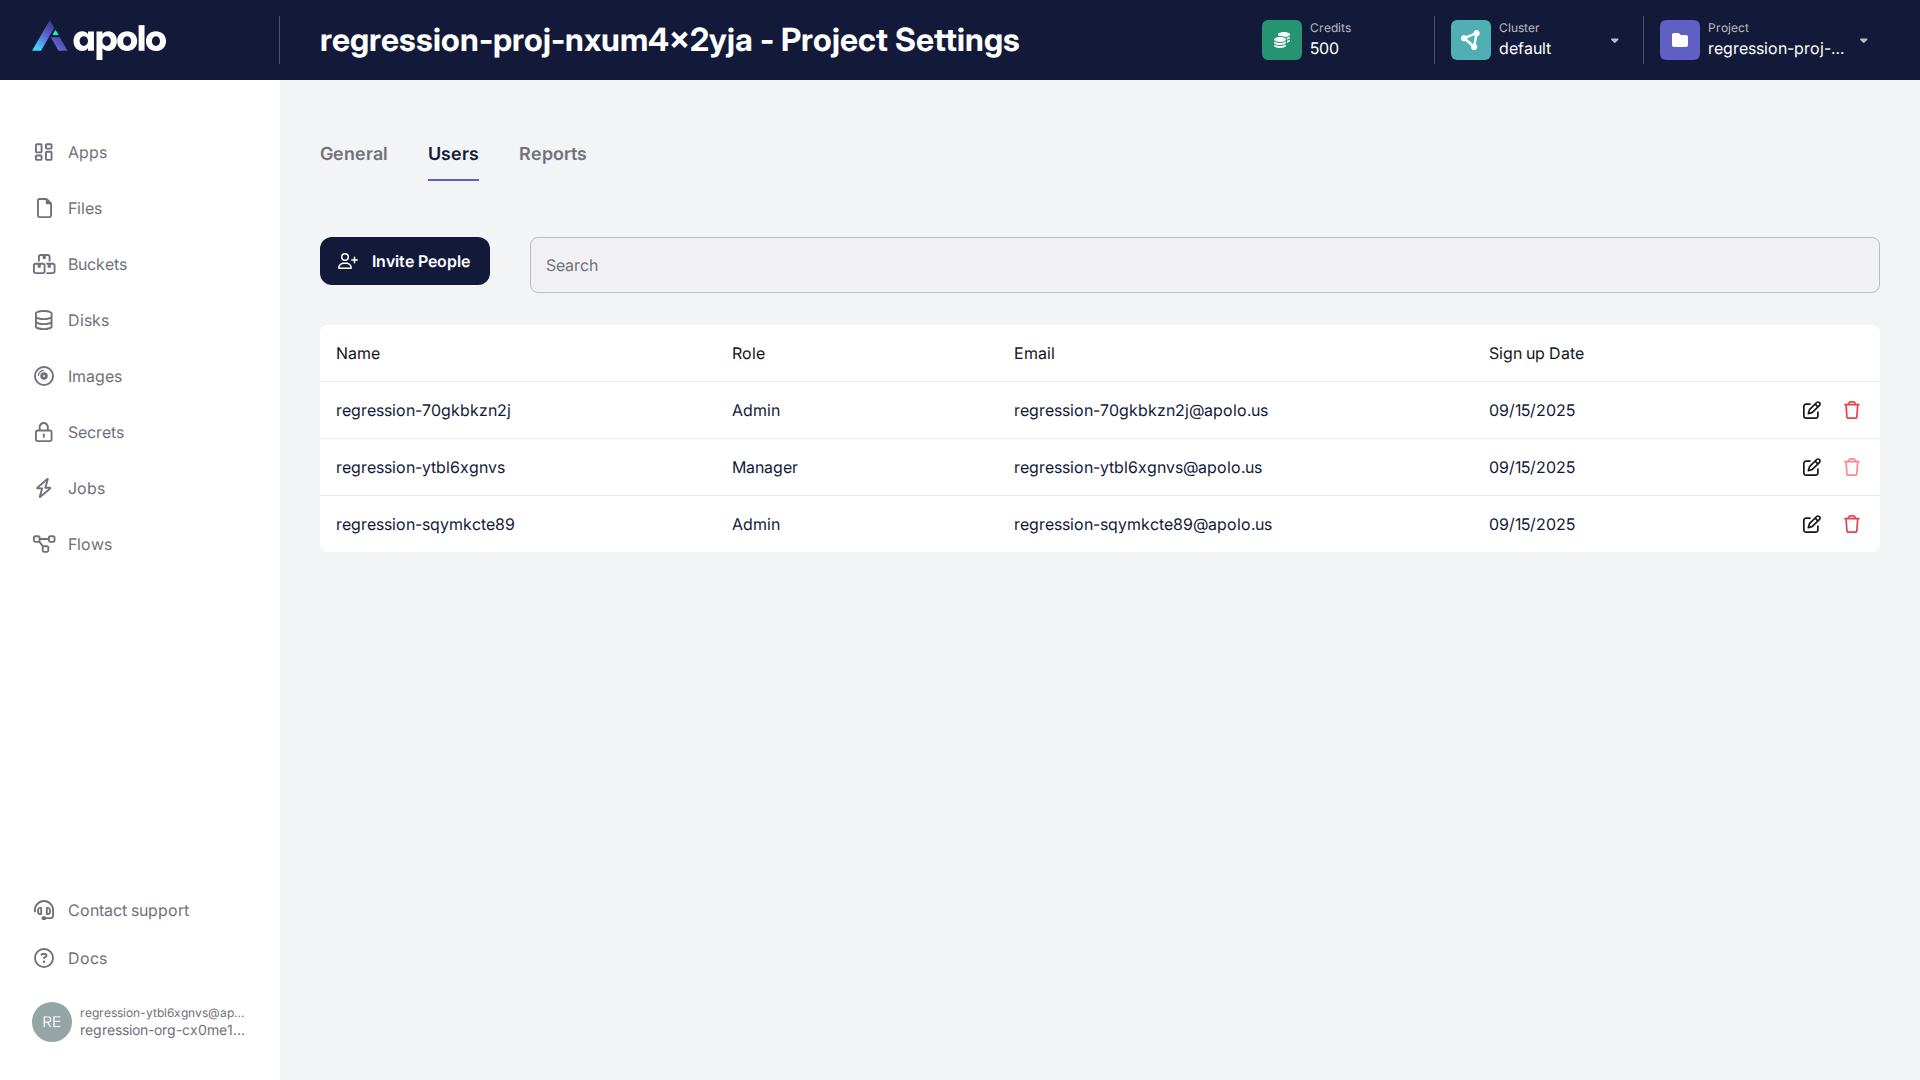 apolo
regression-proj-nxum4x2yja - Project Settings
Credits
500
Cluster
default
Project
regression-proj-...
Apps
Files
Buckets
Disks
Images
Secrets
Jobs
Flows
Contact support
Docs
RE
regression-ytbl6xgnvs@ap...
regression-org-cx0me1...
General Users Reports
Invite People
Search
Name Role Email Sign up Date
regression-70gkbkzn2j Admin regression-70gkbkzn2j@apolo.us 09/15/2025
regression-ytbl6xgnvs Manager regression-ytbl6xgnvs@apolo.us 09/15/2025
regression-sqymkcte89 Admin regression-sqymkcte89@apolo.us 09/15/2025